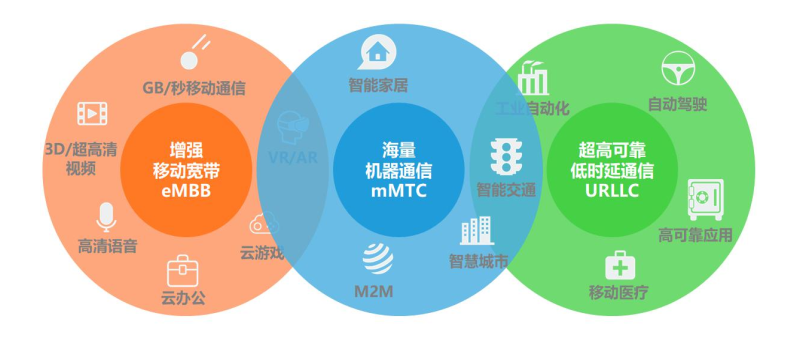 GB/秒移动通信
3D/超高清
视频
高清语音
云办公
云游戏
VR/AR
增强
移动宽带
eMBB
智能家居
海量
机器通信
mMTC
M2M
智慧城市
智能交通
工业自动化
自动驾驶
超高可靠
低时延通信
URLLC
高可靠应用
移动医疗